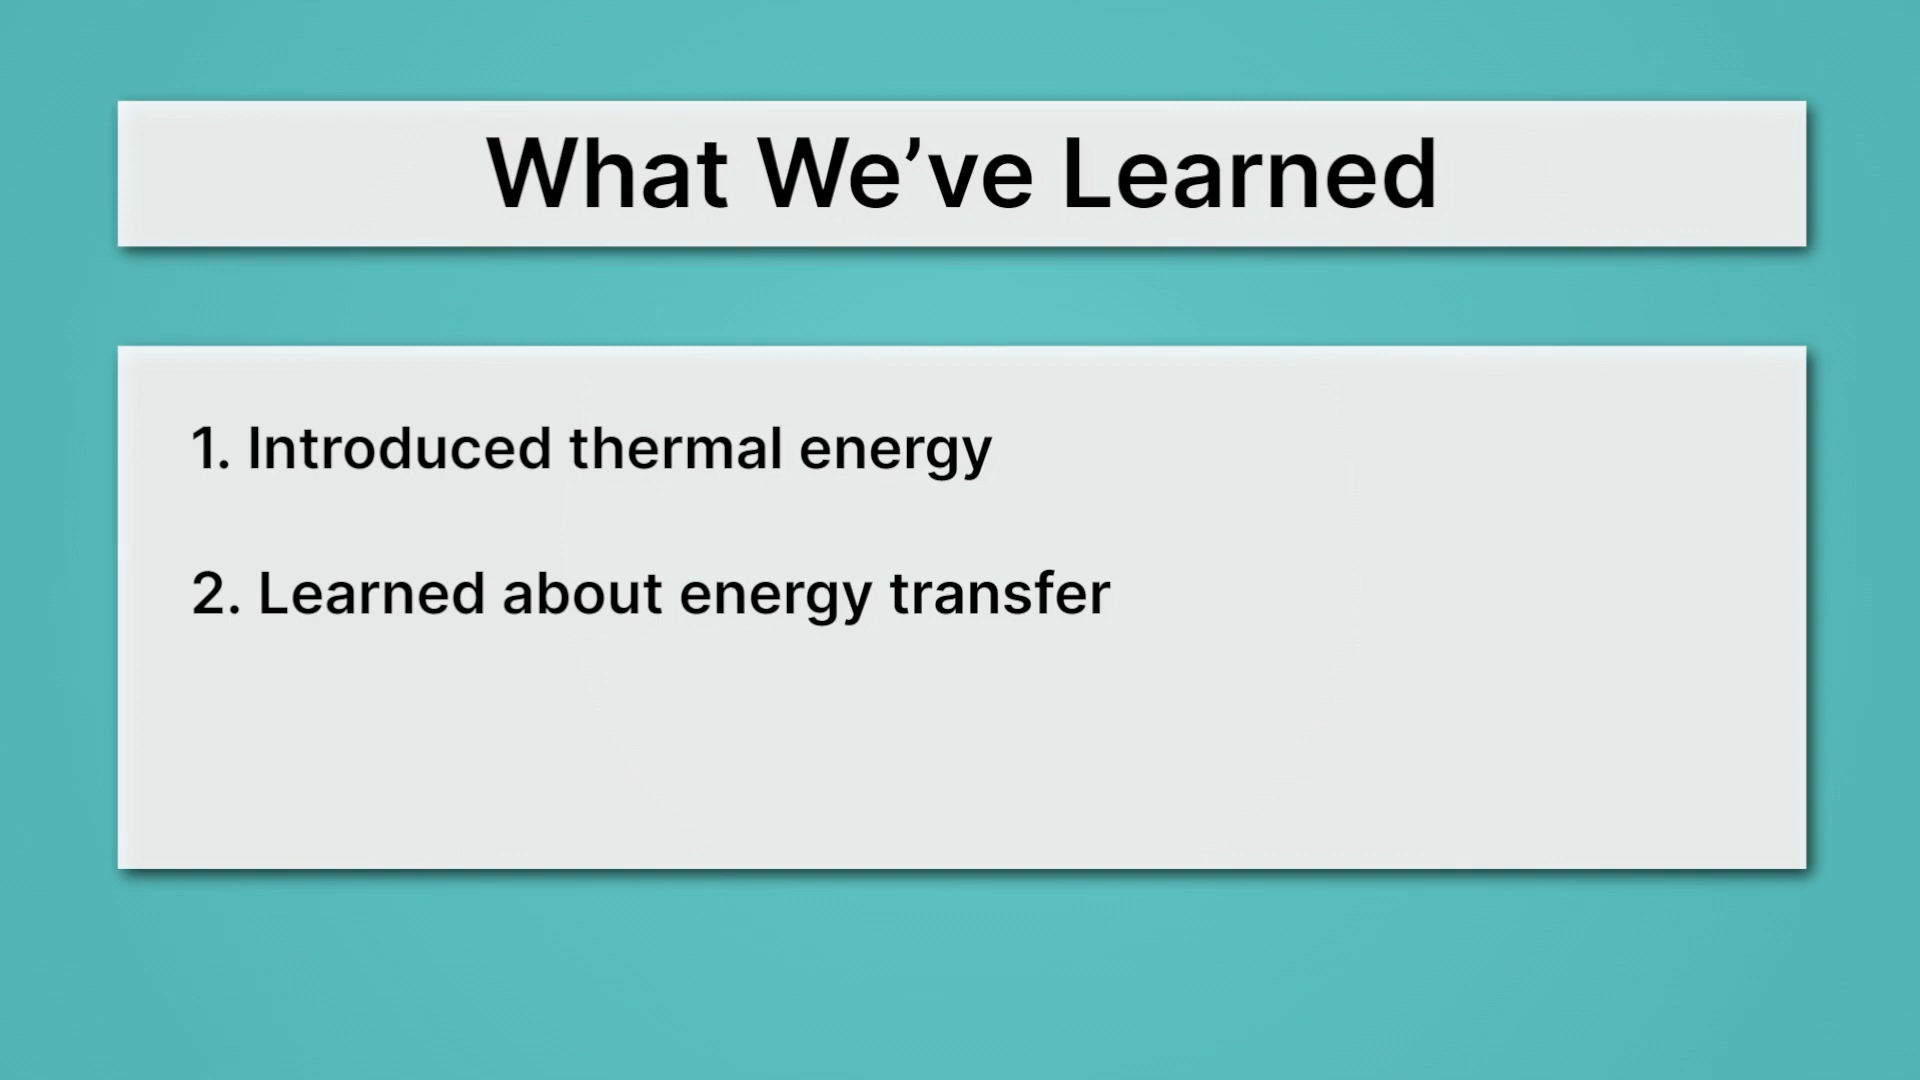 What We’ve Learned
1. Introduced thermal energy
2. Learned about energy transfer